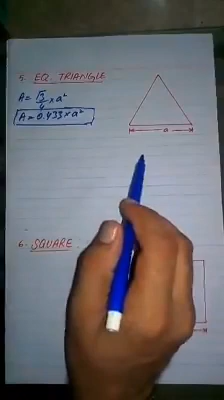 5. EQ. TRIANGLE
A = √3/4 × a²
A = 0.433 × a²
a
6. SQUARE